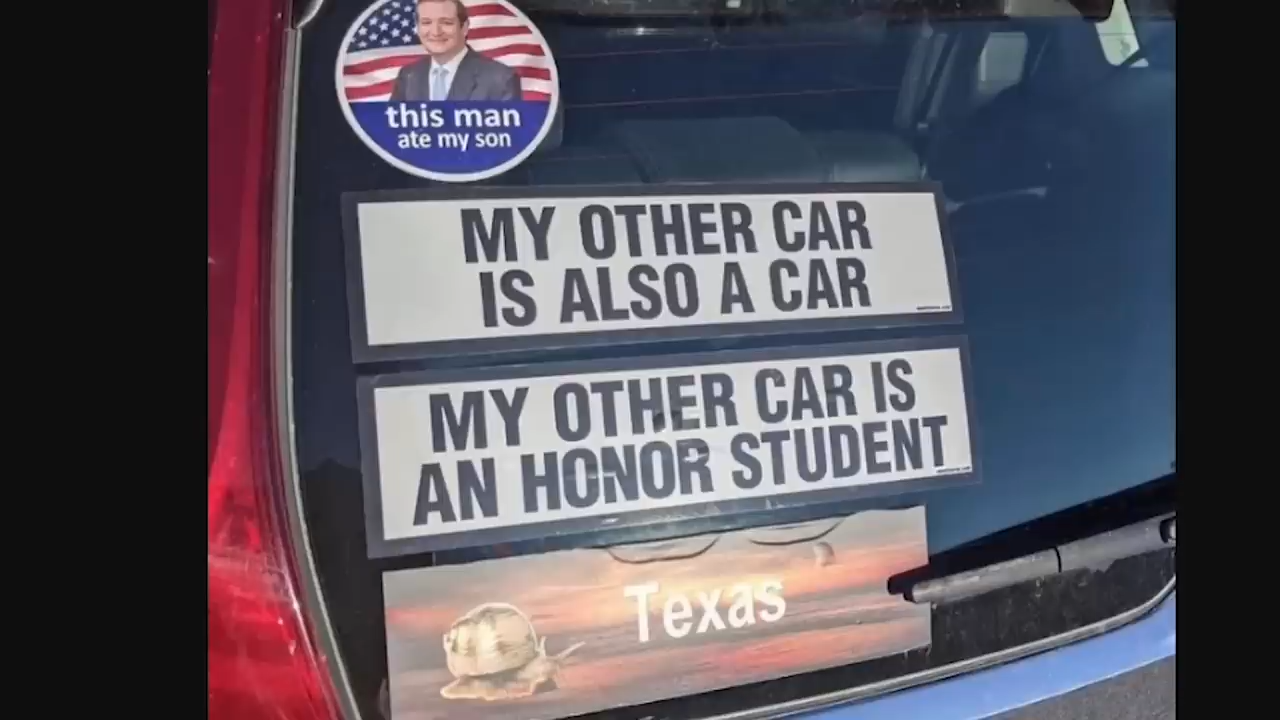 this man
ate my son
MY OTHER CAR
IS ALSO A CAR
MY OTHER CAR IS
AN HONOR STUDENT
Texas